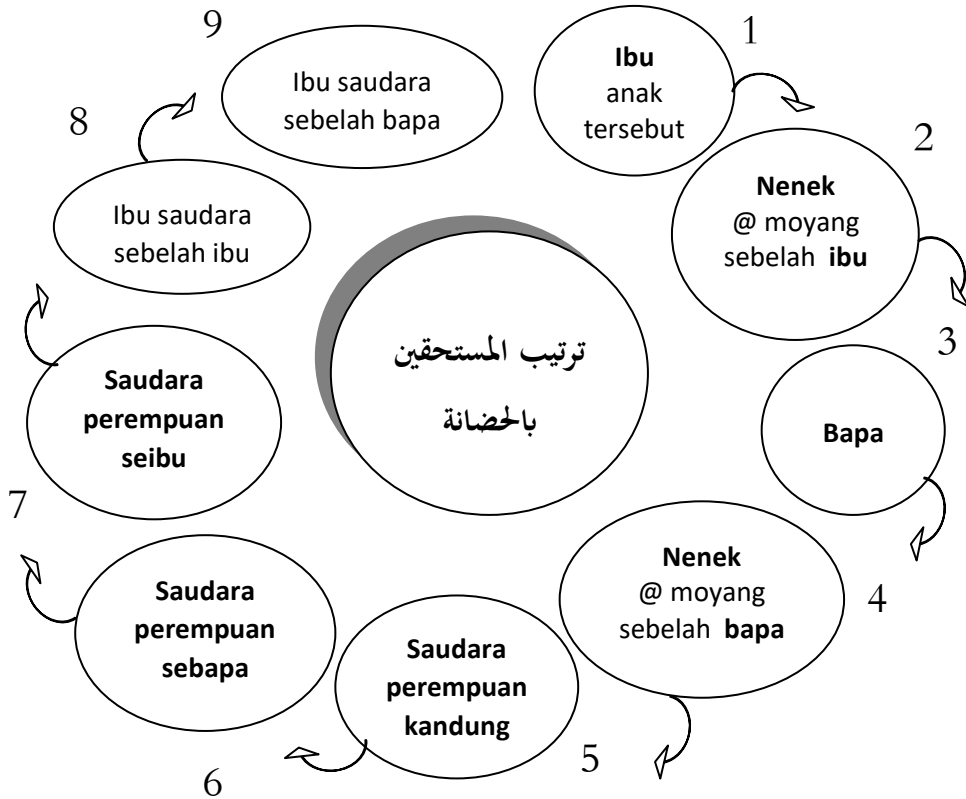 1
Ibu
anak
tersebut
2
Nenek
@ moyang
sebelah ibu
3
Bapa
4
Nenek
@ moyang
sebelah bapa
5
Saudara
perempuan
kandung
6
Saudara
perempuan
sebapa
7
Saudara
perempuan
seibu
8
Ibu saudara
sebelah ibu
9
Ibu saudara
sebelah bapa
ترتيب المستحقين
بالحضانة